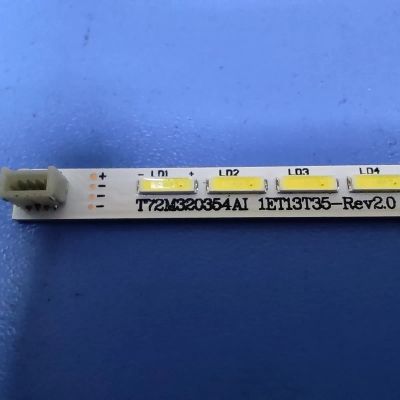 + - LD1 + LD2 LD3 LD4
-
- T72M320354AI 1ET13T35-Rev2.0